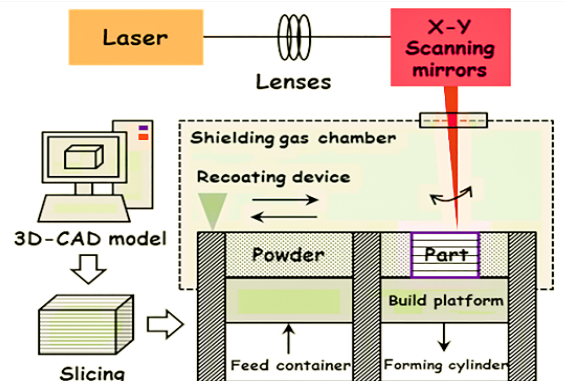 Laser
Lenses
X-Y
Scanning
mirrors
Shielding gas chamber
Recoating device
3D-CAD model
Powder
Part
Build platform
Slicing
Feed container
Forming cylinder